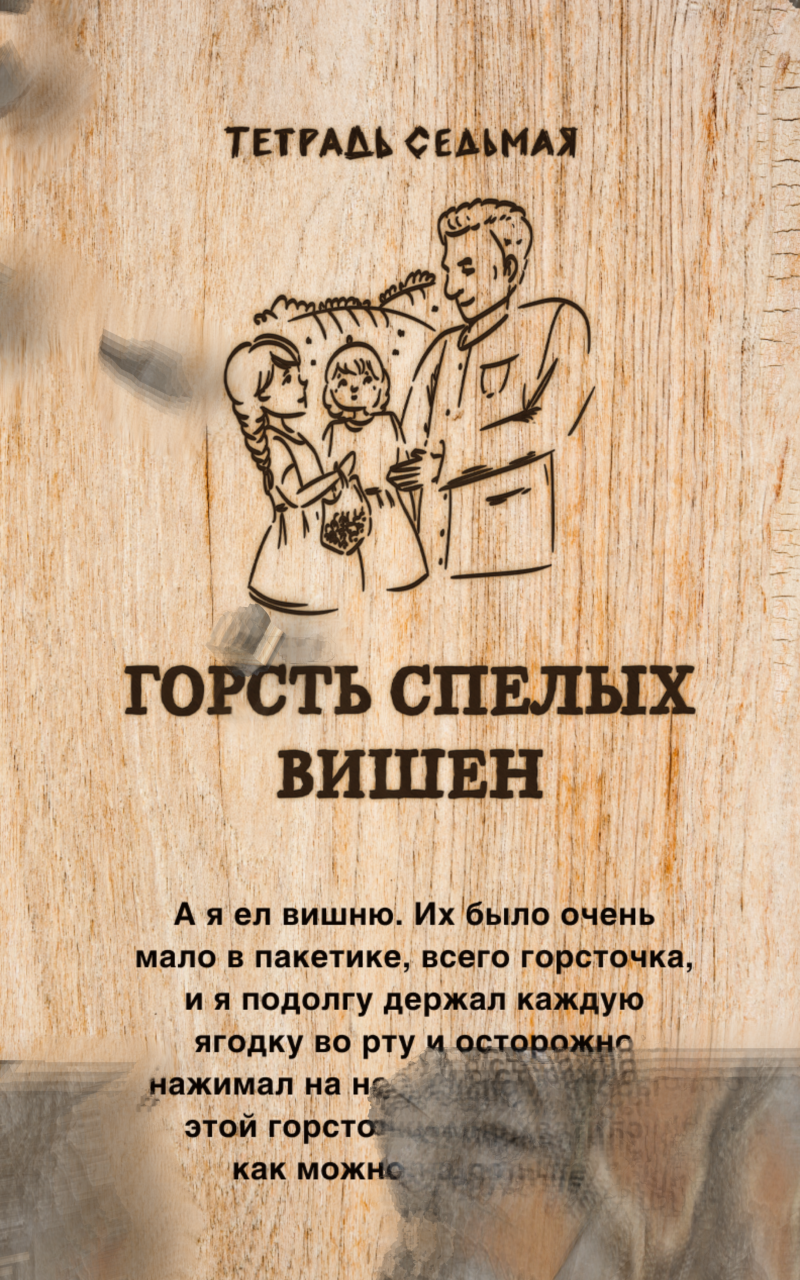 ТЕТРАДЬ СЕДЬМАЯ
ГОРСТЬ СПЕЛЫХ
ВИШЕН
А я ел вишню. Их было очень
мало в пакетике, всего горсточка,
и я подолгу держал каждую
ягодку во рту и осторожно
нажимал на
этой
как можно